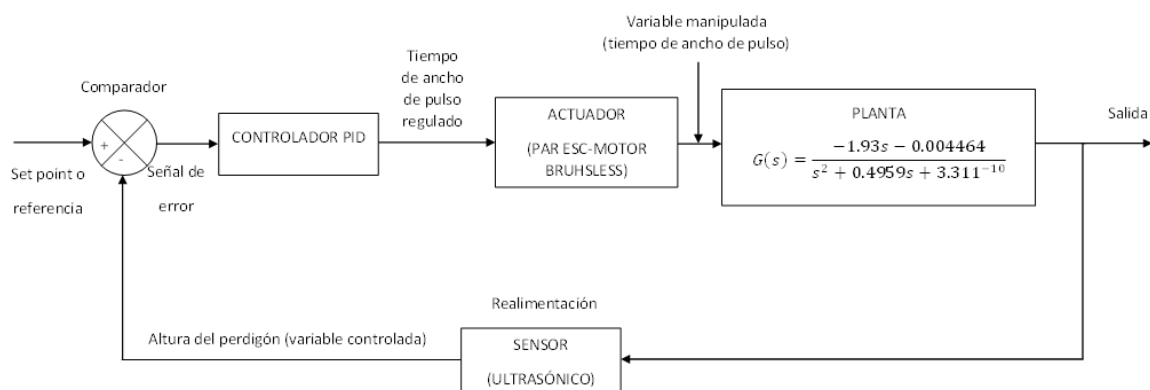 Variable manipulada
(tiempo de ancho de pulso)
Tiempo
de ancho
de pulso
regulado
Comparador
+
-
CONTROLADOR PID
ACTUADOR
(PAR ESC-MOTOR
BRUHSLESS)
PLANTA
G(s) = \frac{-1.93s - 0.004464}{s^2 + 0.4959s + 3.311^{-10}}
Salida
Set point o
referencia
Señal de
error
Realimentación
Altura del perdigón (variable controlada)
SENSOR
(ULTRASÓNICO)